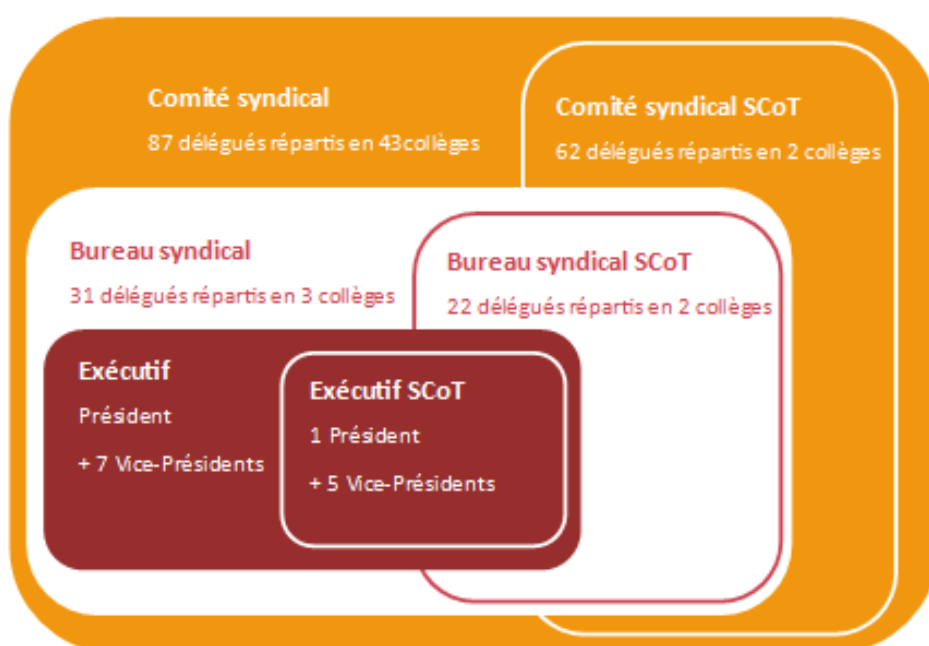 Comité syndical
87 délégués répartis en 43collèges
Comité syndical SCoT
62 délégués répartis en 2 collèges
Bureau syndical
31 délégués répartis en 3 collèges
Bureau syndical SCoT
22 délégués répartis en 2 collèges
Exécutif
Président
+ 7 Vice-Présidents
Exécutif SCoT
1 Président
+ 5 Vice-Présidents